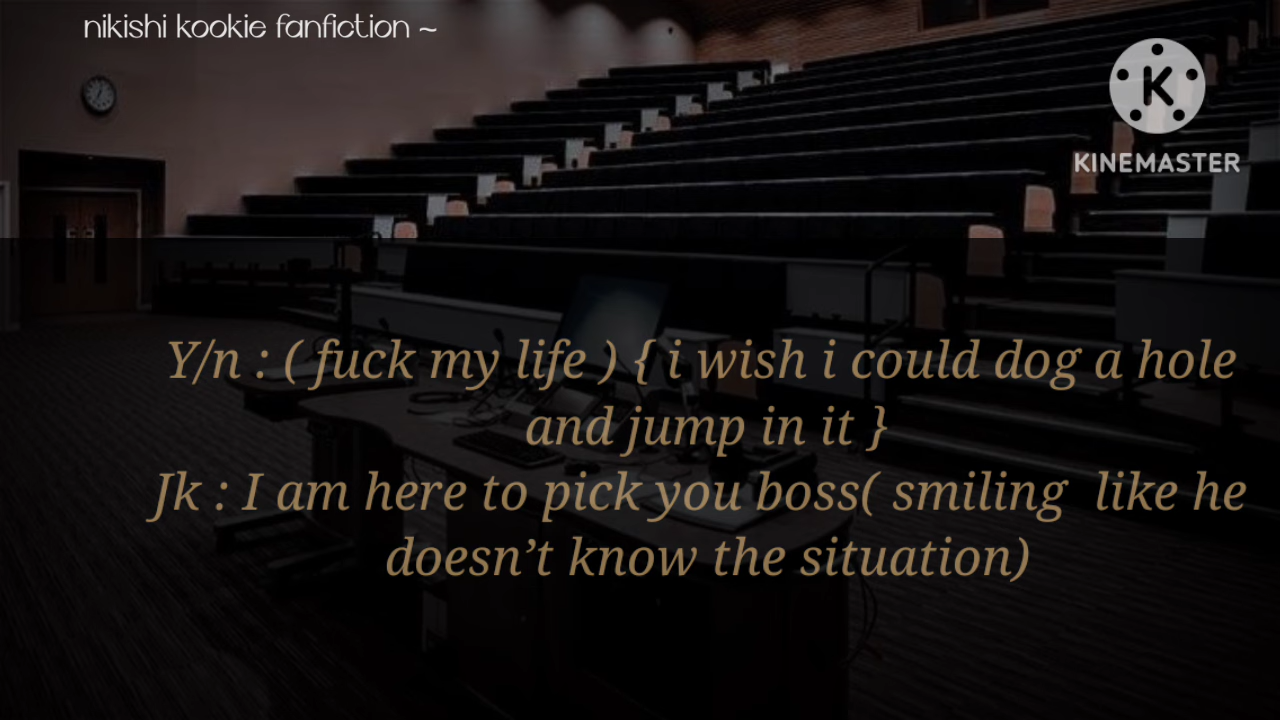 nikishi kookie fanfiction ~
K
KINEMASTER
Y/n : ( fuck my life ) { i wish i could dog a hole
and jump in it }
Jk : I am here to pick you boss( smiling  like he
doesn’t know the situation)